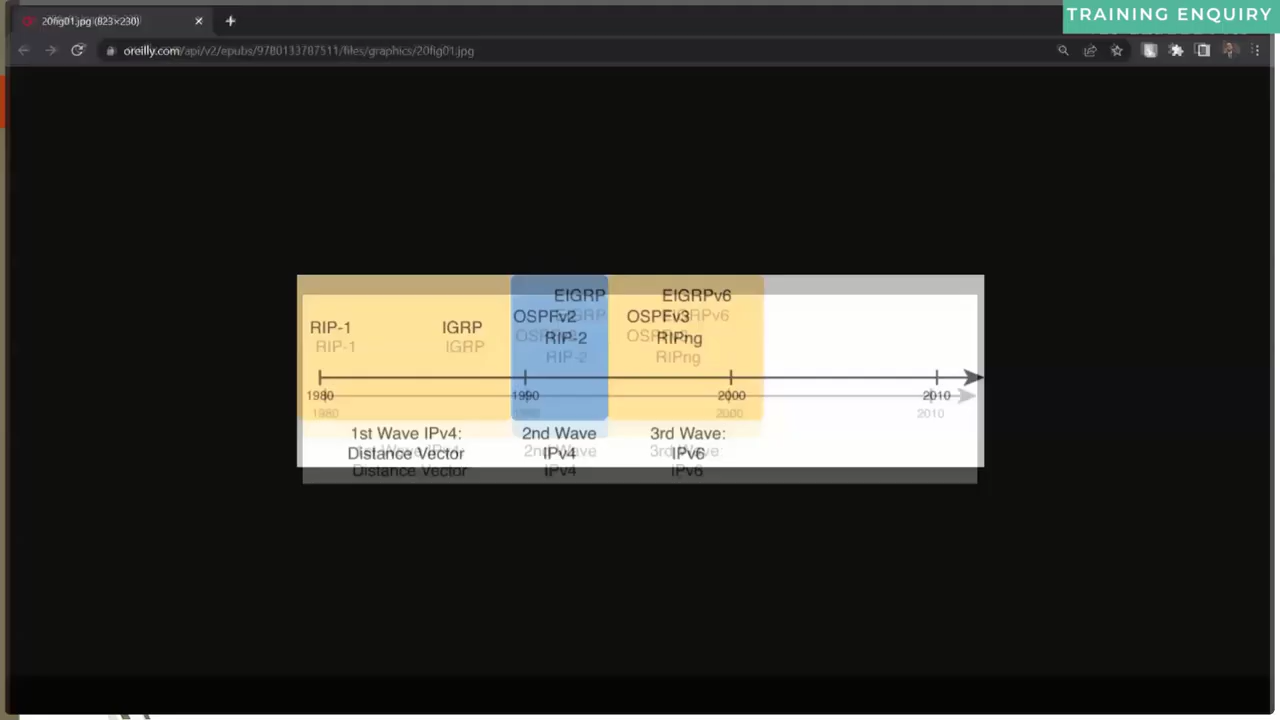 TRAINING ENQUIRY
20fig01.jpg (823×230)
oreilly.com/api/v2/epubs/9780133787511/files/graphics/20fig01.jpg
EIGRP
EIGRPv6
OSPFv2
OSPFv3
RIP-1
IGRP
RIP-2
RIPng
1980
1990
2000
2010
1st Wave IPv4:
Distance Vector
2nd Wave
IPv4
3rd Wave:
IPv6